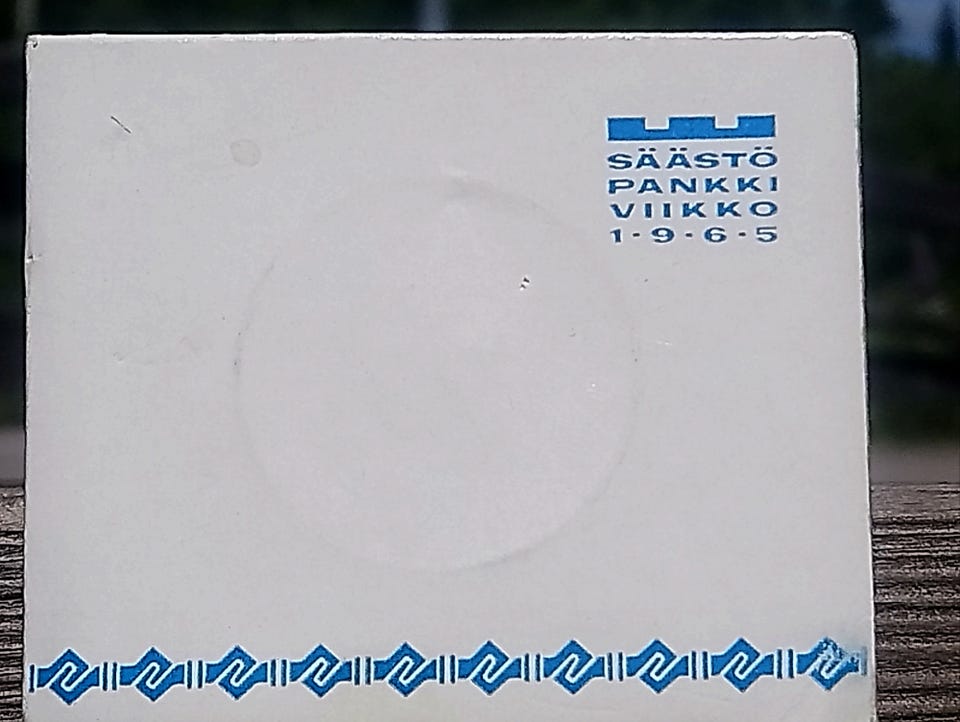 SÄÄSTÖ
PANKKI
VIIKKO
1·9·6·5